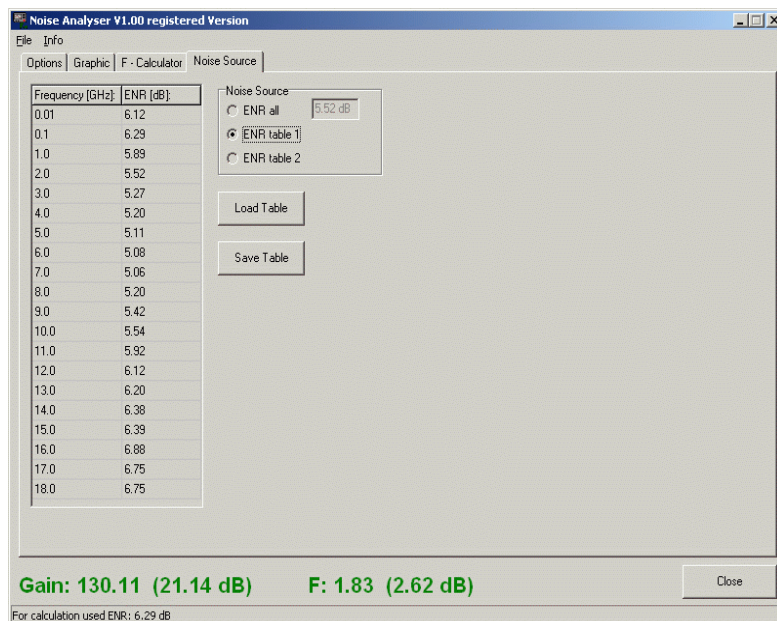 Noise Analyser V1.00 registered Version
File Info
Options Graphic F - Calculator Noise Source
Frequency [GHz]: ENR [dB]:
0.01 6.12
0.1 6.29
1.0 5.89
2.0 5.52
3.0 5.27
4.0 5.20
5.0 5.11
6.0 5.08
7.0 5.06
8.0 5.20
9.0 5.42
10.0 5.54
11.0 5.92
12.0 6.12
13.0 6.20
14.0 6.38
15.0 6.39
16.0 6.88
17.0 6.75
18.0 6.75
Noise Source
ENR all 5.52 dB
ENR table 1
ENR table 2
Load Table
Save Table
Gain: 130.11 (21.14 dB) F: 1.83 (2.62 dB)
Close
For calculation used ENR: 6.29 dB